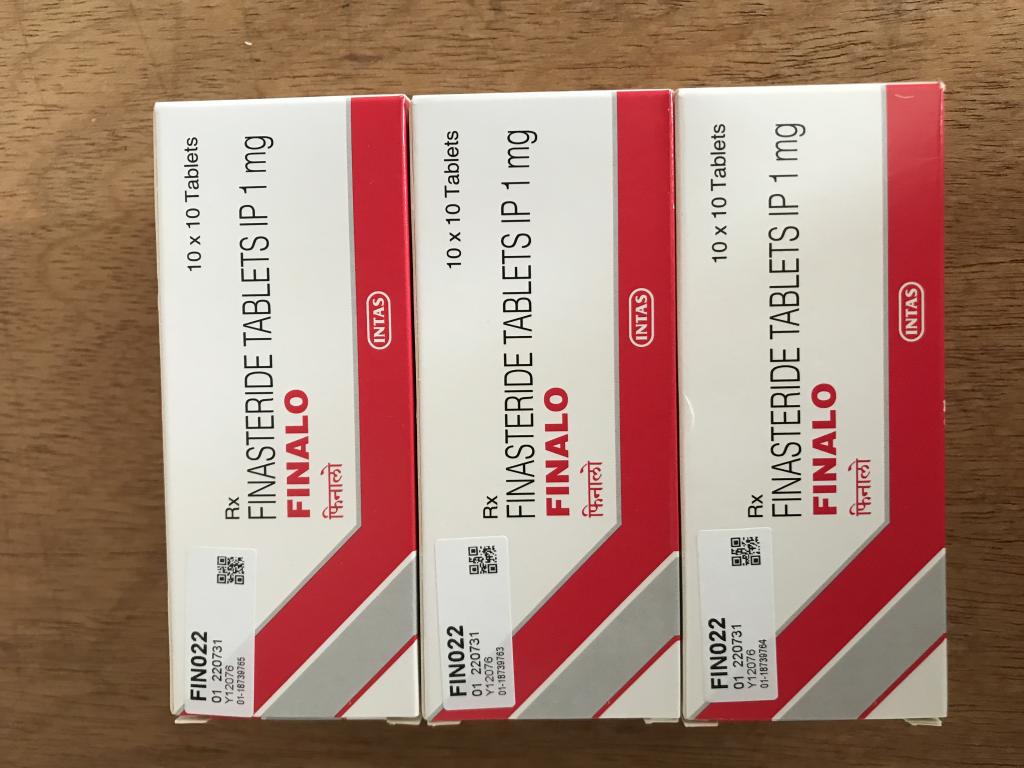 10 x 10 Tablets
Rx
FINASTERIDE TABLETS IP 1 mg
FINALO
फिनालो
INTAS
FIN022
01 220731
Y12076
01-18739765
10 x 10 Tablets
Rx
FINASTERIDE TABLETS IP 1 mg
FINALO
फिनालो
INTAS
FIN022
01 220731
Y12076
01-18739763
10 x 10 Tablets
Rx
FINASTERIDE TABLETS IP 1 mg
FINALO
फिनालो
INTAS
FIN022
01 220731
Y12076
01-18739764